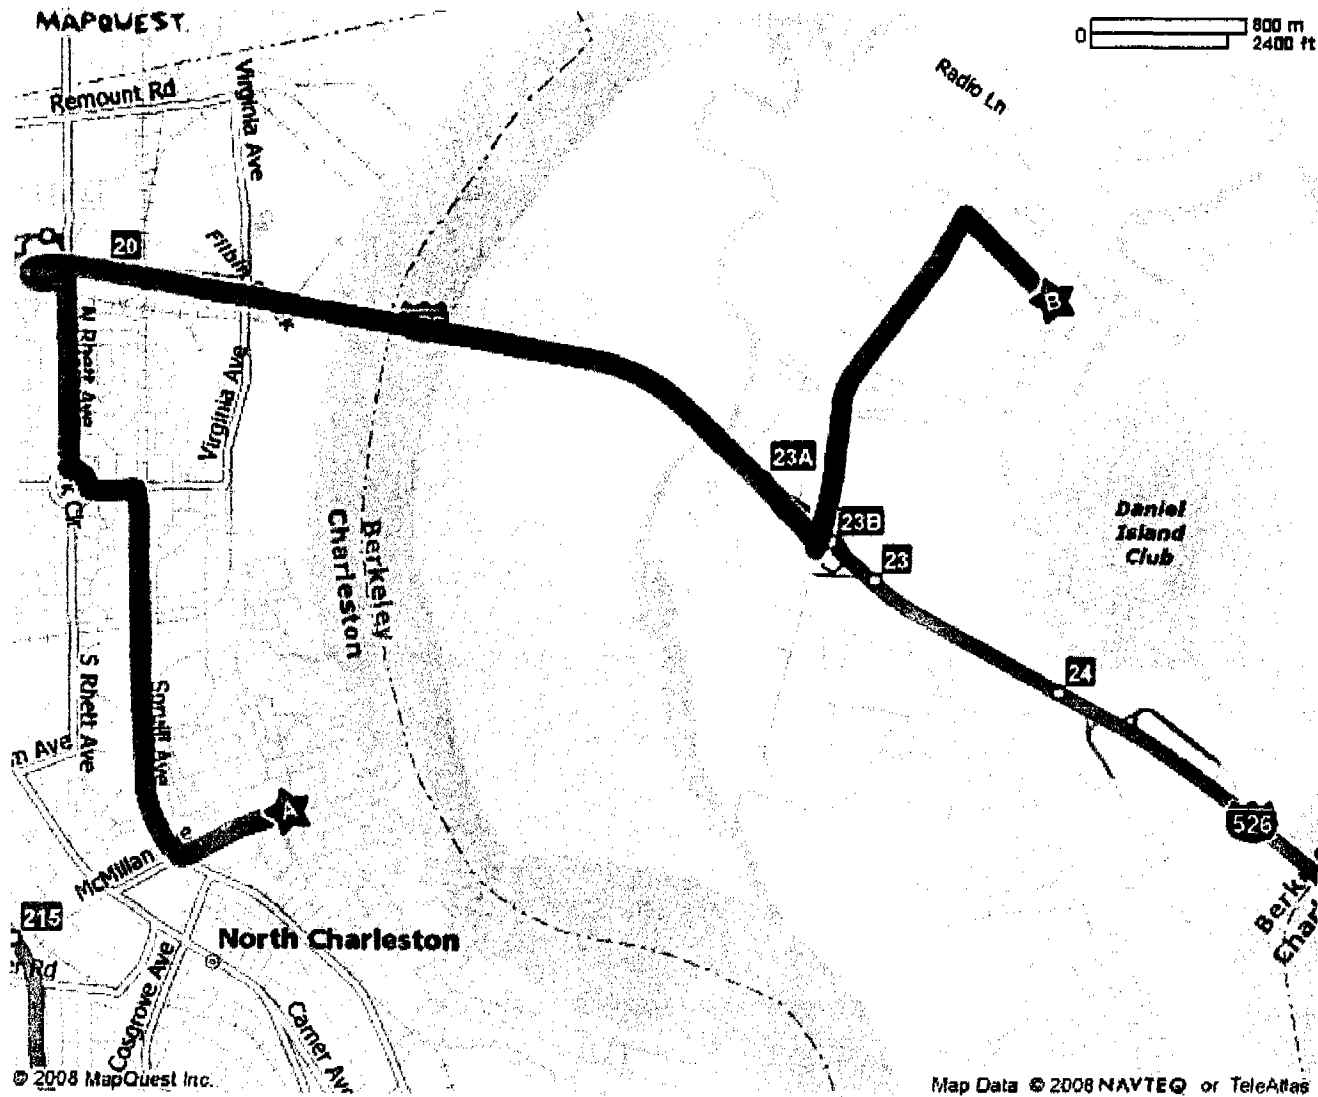 MAPQUEST.
0
800 m
2400 ft
Radio Ln
Remount Rd
Virginia Ave
20
N Rhett Ave
Virginia Ave
B
23A
23B
23
Daniel
Island
Club
Berkeley
Charleston
24
S Rhett Ave
Spruill Ave
A
526
McMillan
215
North Charleston
Cosgrove Ave
Carner Ave
© 2008 MapQuest Inc.
Map Data © 2008 NAVTEQ or TeleAtlas